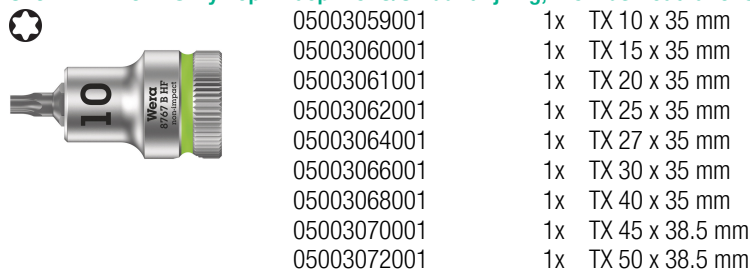 05003059001 1x TX 10 x 35 mm
05003060001 1x TX 15 x 35 mm
05003061001 1x TX 20 x 35 mm
05003062001 1x TX 25 x 35 mm
05003064001 1x TX 27 x 35 mm
05003066001 1x TX 30 x 35 mm
05003068001 1x TX 40 x 35 mm
05003070001 1x TX 45 x 38.5 mm
05003072001 1x TX 50 x 38.5 mm
10
Wera
8767 B HF
non-impact